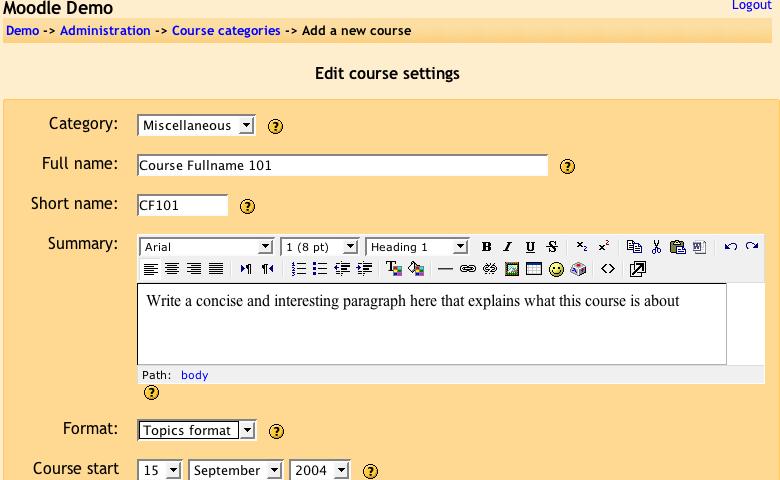 Moodle Demo
Logout
Demo -> Administration -> Course categories -> Add a new course
Edit course settings
Category: Miscellaneous
Full name: Course Fullname 101
Short name: CF101
Summary: Arial 1 (8 pt) Heading 1 B I U S x₂ x²
Write a concise and interesting paragraph here that explains what this course is about
Path: body
Format: Topics format
Course start 15 September 2004